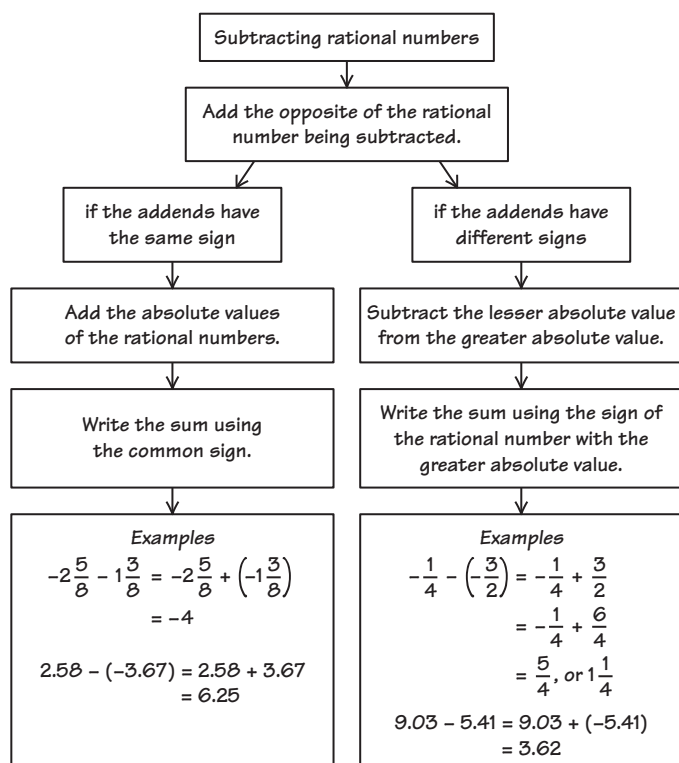 Subtracting rational numbers
Add the opposite of the rational
number being subtracted.
if the addends have
the same sign
Add the absolute values
of the rational numbers.
Write the sum using
the common sign.
Examples
-2 5/8 - 1 3/8 = -2 5/8 + (-1 3/8)
= -4
2.58 - (-3.67) = 2.58 + 3.67
= 6.25
if the addends have
different signs
Subtract the lesser absolute value
from the greater absolute value.
Write the sum using the sign of
the rational number with the
greater absolute value.
Examples
-1/4 - (-3/2) = -1/4 + 3/2
= -1/4 + 6/4
= 5/4, or 1 1/4
9.03 - 5.41 = 9.03 + (-5.41)
= 3.62